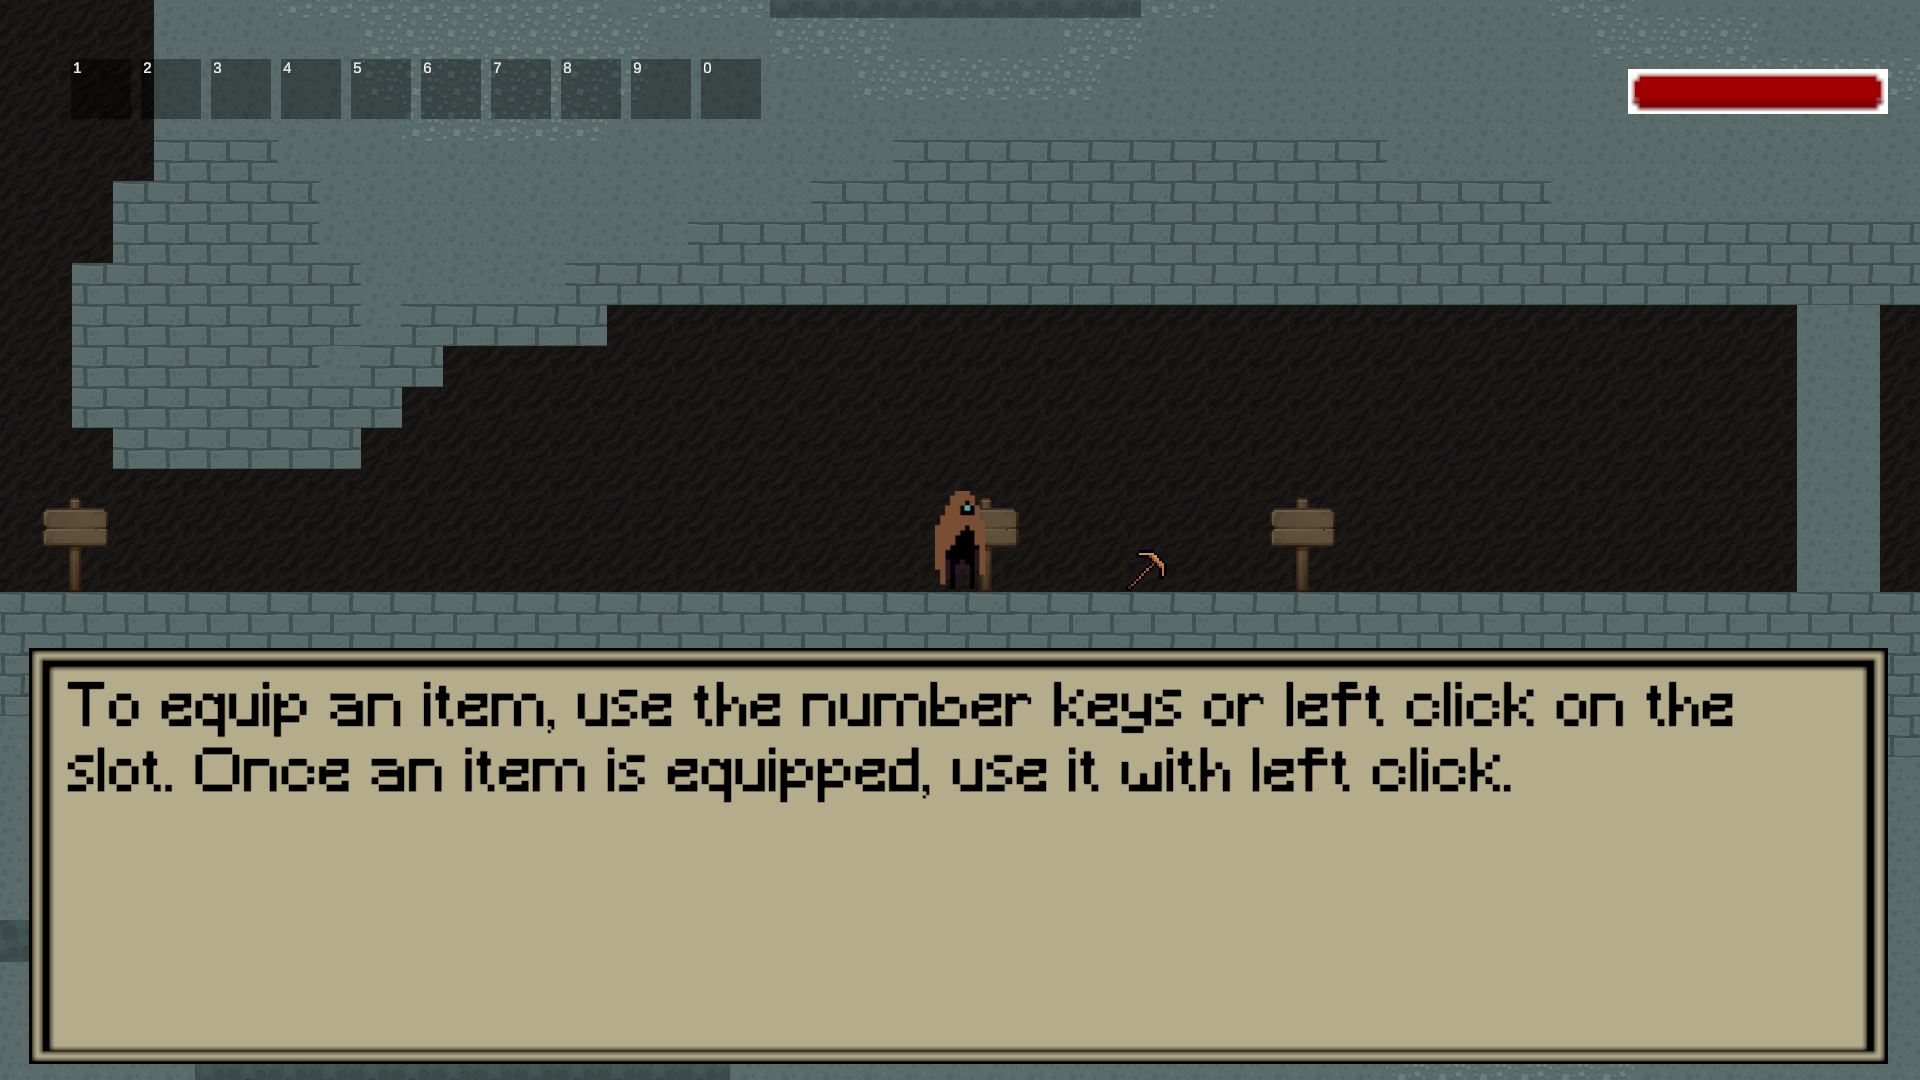 1 2 3 4 5 6 7 8 9 0
To equip an item, use the number keys or left click on the
slot. Once an item is equipped, use it with left click.